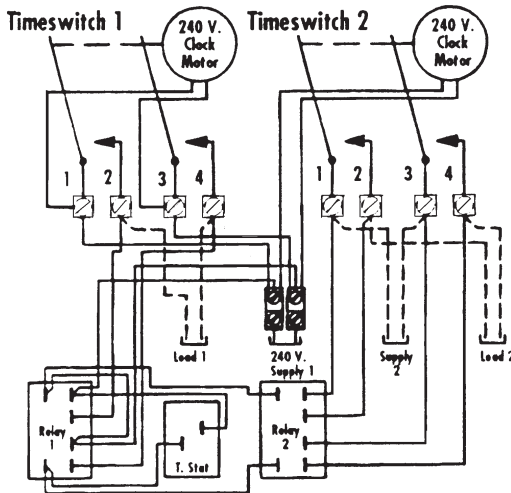 Timeswitch 1
240 V.
Clock
Motor
Timeswitch 2
240 V.
Clock
Motor
1
2
3
4
1
2
3
4
Load 1
240 V.
Supply 1
Supply
2
Load 2
Relay
1
T. Stat
Relay
2